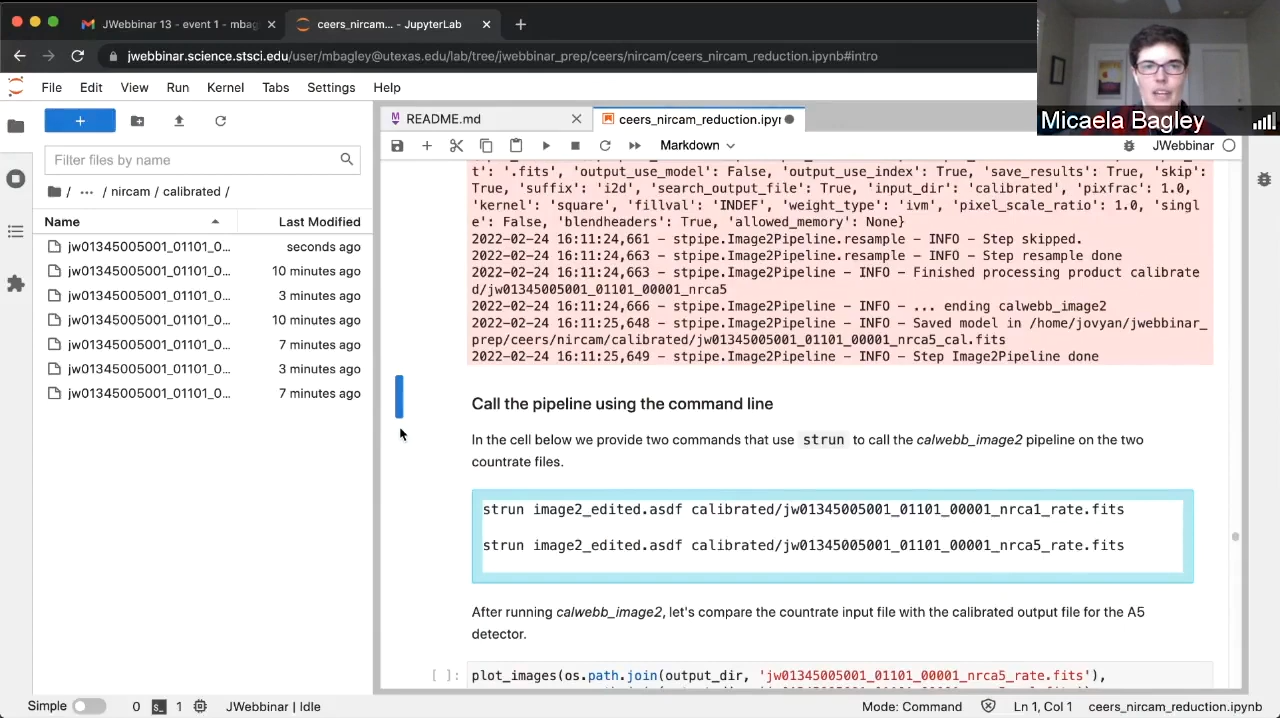 JWebbinar 13 - event 1 - mbag
ceers_nircam... - JupyterLab
jwebbinar.science.stsci.edu/user/mbagley@utexas.edu/lab/tree/jwebbinar_prep/ceers/nircam/ceers_nircam_reduction.ipynb#intro
Micaela Bagley
File Edit View Run Kernel Tabs Settings Help
README.md
ceers_nircam_reduction.ipyn
Markdown
JWebbinar
Filter files by name
/ ... / nircam / calibrated /
Name Last Modified
jw01345005001_01101_0... seconds ago
jw01345005001_01101_0... 10 minutes ago
jw01345005001_01101_0... 3 minutes ago
jw01345005001_01101_0... 10 minutes ago
jw01345005001_01101_0... 7 minutes ago
jw01345005001_01101_0... 3 minutes ago
jw01345005001_01101_0... 7 minutes ago
t': '.fits', 'output_use_model': False, 'output_use_index': True, 'save_results': True, 'skip':
True, 'suffix': 'i2d', 'search_output_file': True, 'input_dir': 'calibrated', 'pixfrac': 1.0,
'kernel': 'square', 'fillval': 'INDEF', 'weight_type': 'ivm', 'pixel_scale_ratio': 1.0, 'singl
e': False, 'blendheaders': True, 'allowed_memory': None}
2022-02-24 16:11:24,661 - stpipe.Image2Pipeline.resample - INFO - Step skipped.
2022-02-24 16:11:24,663 - stpipe.Image2Pipeline.resample - INFO - Step resample done
2022-02-24 16:11:24,663 - stpipe.Image2Pipeline - INFO - Finished processing product calibrate
d/jw01345005001_01101_00001_nrca5
2022-02-24 16:11:24,666 - stpipe.Image2Pipeline - INFO - ... ending calwebb_image2
2022-02-24 16:11:25,648 - stpipe.Image2Pipeline - INFO - Saved model in /home/jovyan/jwebbinar_
prep/ceers/nircam/calibrated/jw01345005001_01101_00001_nrca5_cal.fits
2022-02-24 16:11:25,649 - stpipe.Image2Pipeline - INFO - Step Image2Pipeline done
Call the pipeline using the command line
In the cell below we provide two commands that use strun to call the calwebb_image2 pipeline on the two
countrate files.
strun image2_edited.asdf calibrated/jw01345005001_01101_00001_nrca1_rate.fits
strun image2_edited.asdf calibrated/jw01345005001_01101_00001_nrca5_rate.fits
After running calwebb_image2, let's compare the countrate input file with the calibrated output file for the A5
detector.
[ ]: plot_images(os.path.join(output_dir, 'jw01345005001_01101_00001_nrca5_rate.fits'),
Simple 0 1 JWebbinar | Idle
Mode: Command Ln 1, Col 1 ceers_nircam_reduction.ipynb